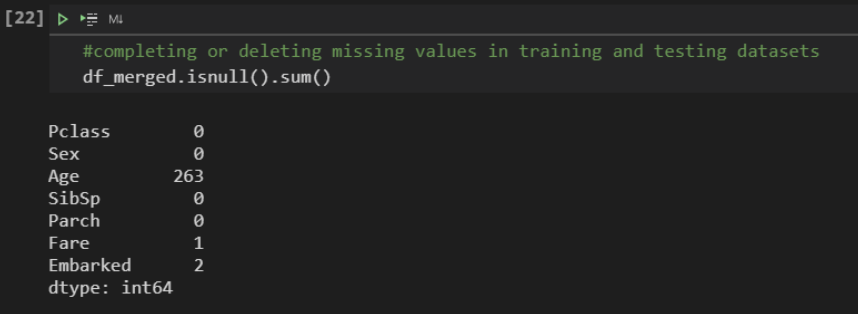 [22] M↓
#completing or deleting missing values in training and testing datasets
df_merged.isnull().sum()
Pclass 0
Sex 0
Age 263
SibSp 0
Parch 0
Fare 1
Embarked 2
dtype: int64